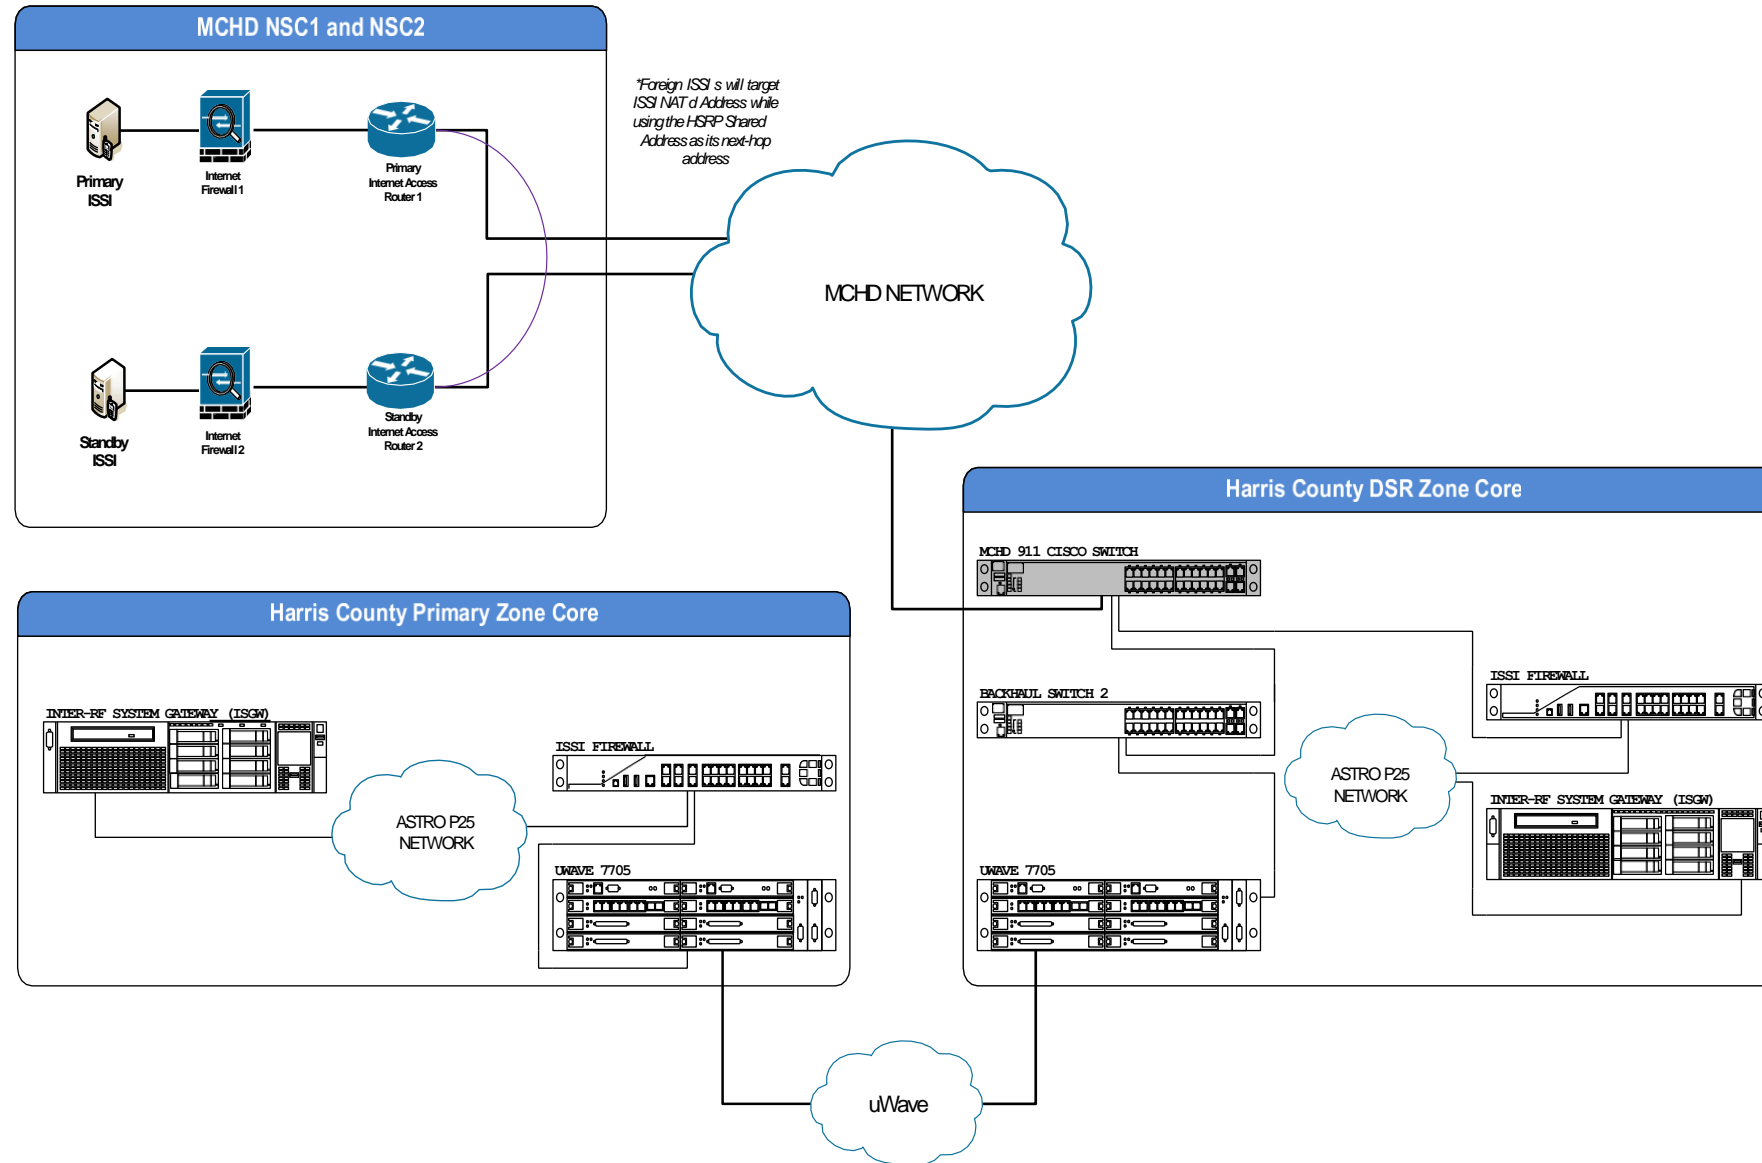 MCHD NSC1 and NSC2
*Foreign ISSI s will target
ISSI NAT d Address while
using the HSRP Shared
Address as its next-hop
address
Primary
ISSI
Internet
Firewall 1
Primary
Internet Access
Router 1
MCHD NETWORK
Standby
ISSI
Internet
Firewall 2
Standby
Internet Access
Router 2
Harris County DSR Zone Core
MCHD 911 CISCO SWITCH
Harris County Primary Zone Core
ISSI FIREWALL
BACKHAUL SWITCH 2
INTER-RF SYSTEM GATEWAY (ISGW)
ISSI FIREWALL
ASTRO P25
NETWORK
INTER-RF SYSTEM GATEWAY (ISGW)
ASTRO P25
NETWORK
UWAVE 7705
UWAVE 7705
uWave